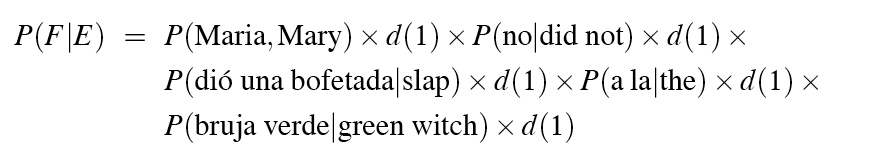 P(F|E) = P(Maria, Mary) × d(1) × P(no|did not) × d(1) ×
P(dió una bofetada|slap) × d(1) × P(a la|the) × d(1) ×
P(bruja verde|green witch) × d(1)